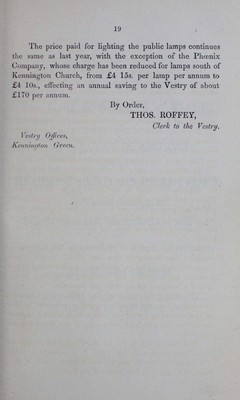 19
The price paid for lighting the public lamps continues
the same as last year, with the exception of the Phœnix
Company, whose charge has been reduced for lamps south of
Kennington Church, from £4 15s. per lamp per annum to
£4 10s., effecting an annual saving to the Vestry of about
£170 per annum.
By Order,
THOS. ROFFEY,
Clerk to the Vestry.
Vestry Offices,
Kennington Green.